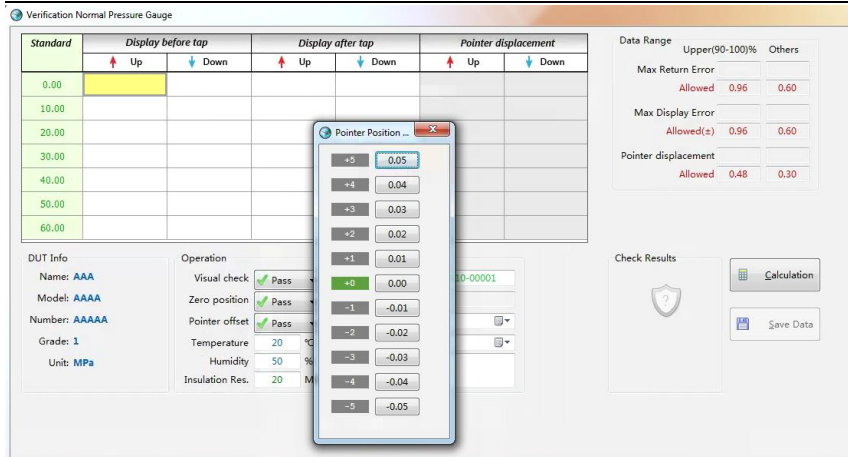 Verification Normal Pressure Gauge
Standard Display before tap Display after tap Pointer displacement
Up Down Up Down Up Down
0.00
10.00
20.00
30.00
40.00
50.00
60.00
Data Range
Upper(90-100)% Others
Max Return Error
Allowed 0.96 0.60
Max Display Error
Allowed(±) 0.96 0.60
Pointer displacement
Allowed 0.48 0.30
Pointer Position ...
+5 0.05
+4 0.04
+3 0.03
+2 0.02
+1 0.01
+0 0.00
-1 -0.01
-2 -0.02
-3 -0.03
-4 -0.04
-5 -0.05
DUT Info
Name: AAA
Model: AAAA
Number: AAAAA
Grade: 1
Unit: MPa
Operation
Visual check Pass
Zero position Pass
Pointer offset Pass
Temperature 20 °C
Humidity 50 %
Insulation Res. 20 M
10-00001
Check Results
?
Calculation
Save Data